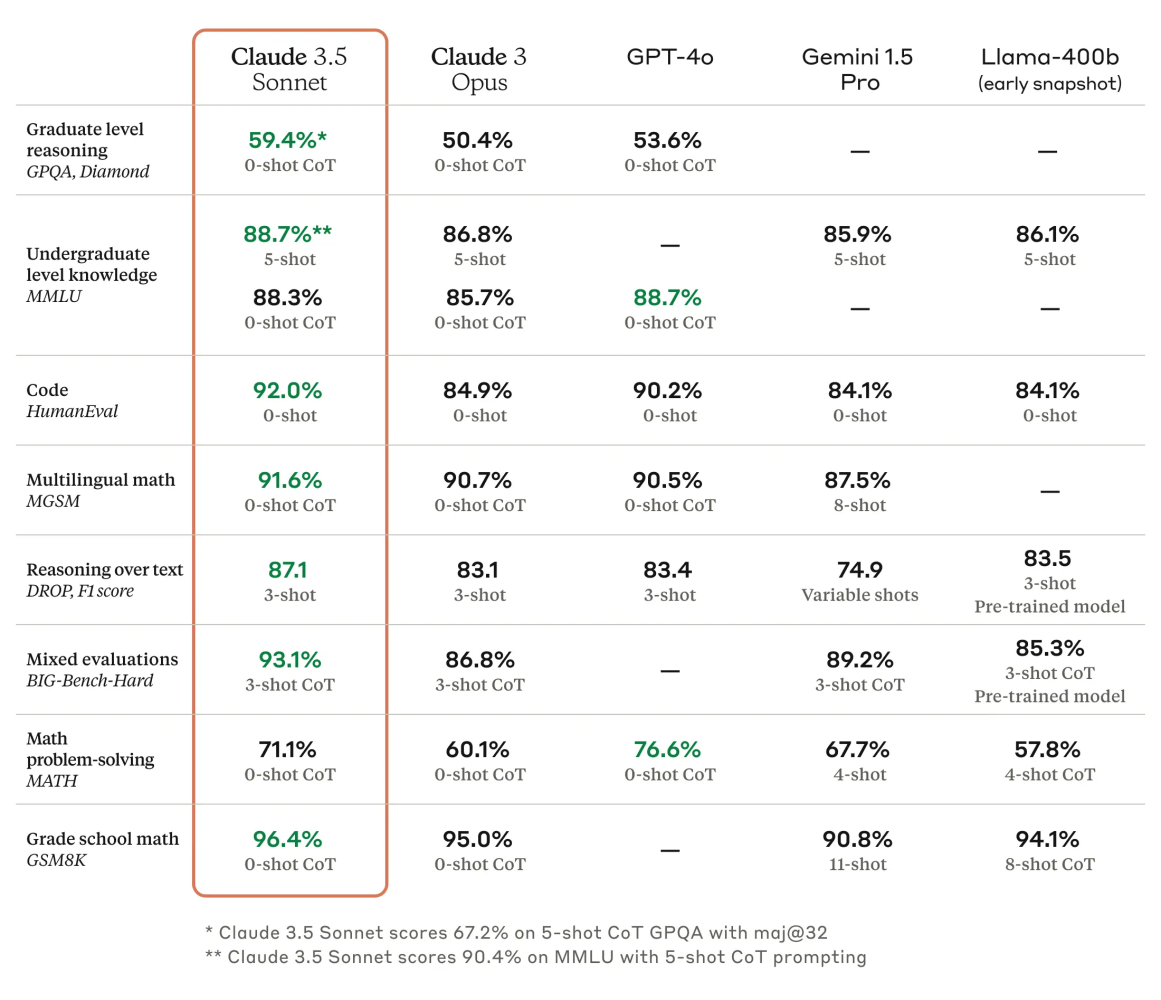 Claude 3.5 Sonnet
Claude 3 Opus
GPT-4o
Gemini 1.5 Pro
Llama-400b (early snapshot)
Graduate level
reasoning
GPQA, Diamond
59.4%*
0-shot CoT
50.4%
0-shot CoT
53.6%
0-shot CoT
—
—
Undergraduate
level knowledge
MMLU
88.7%**
5-shot
86.8%
5-shot
—
85.9%
5-shot
86.1%
5-shot
88.3%
0-shot CoT
85.7%
0-shot CoT
88.7%
0-shot CoT
—
—
Code
HumanEval
92.0%
0-shot
84.9%
0-shot
90.2%
0-shot
84.1%
0-shot
84.1%
0-shot
Multilingual math
MGSM
91.6%
0-shot CoT
90.7%
0-shot CoT
90.5%
0-shot CoT
87.5%
8-shot
—
Reasoning over text
DROP, F1 score
87.1
3-shot
83.1
3-shot
83.4
3-shot
74.9
Variable shots
83.5
3-shot
Pre-trained model
Mixed evaluations
BIG-Bench-Hard
93.1%
3-shot CoT
86.8%
3-shot CoT
—
89.2%
3-shot CoT
85.3%
3-shot CoT
Pre-trained model
Math
problem-solving
MATH
71.1%
0-shot CoT
60.1%
0-shot CoT
76.6%
0-shot CoT
67.7%
4-shot
57.8%
4-shot CoT
Grade school math
GSM8K
96.4%
0-shot CoT
95.0%
0-shot CoT
—
90.8%
11-shot
94.1%
8-shot CoT
* Claude 3.5 Sonnet scores 67.2% on 5-shot CoT GPQA with maj@32
** Claude 3.5 Sonnet scores 90.4% on MMLU with 5-shot CoT prompting